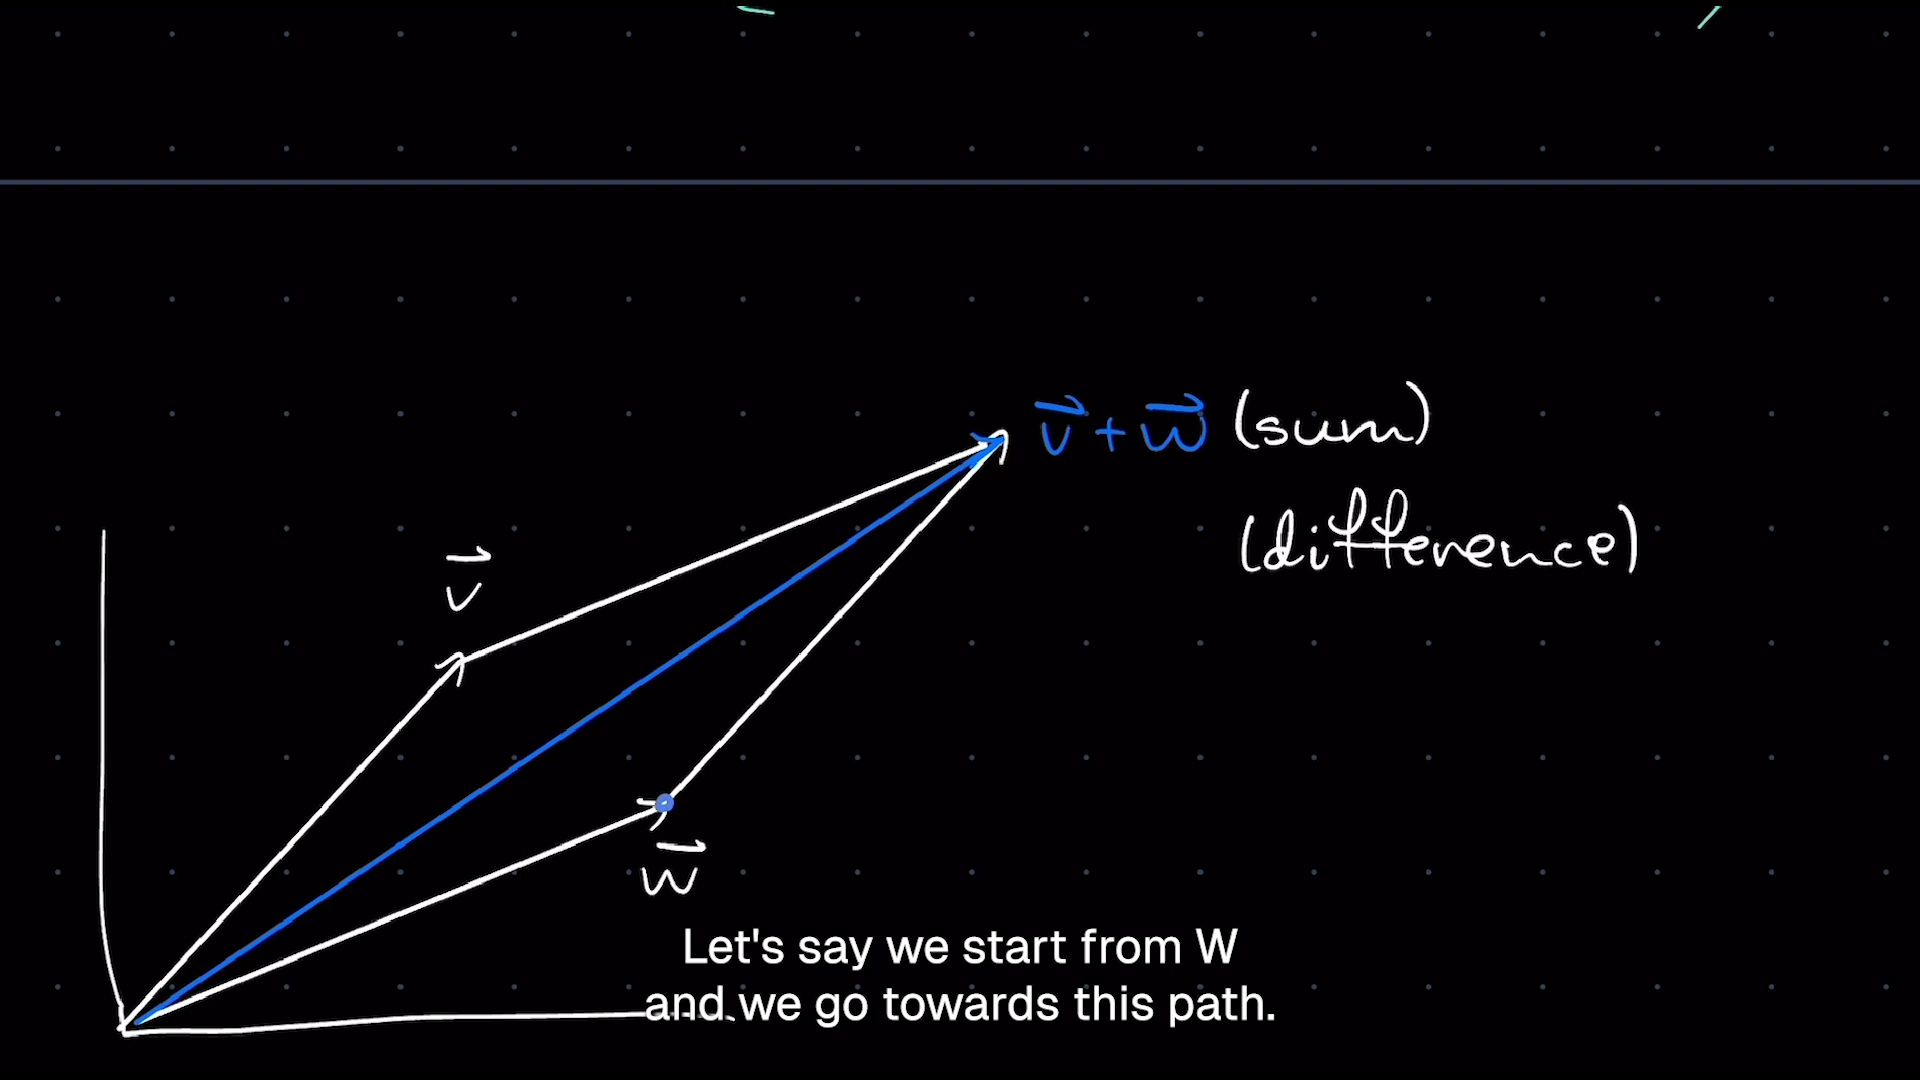 v + w (sum)
(difference)
v
w
Let's say we start from W
and we go towards this path.